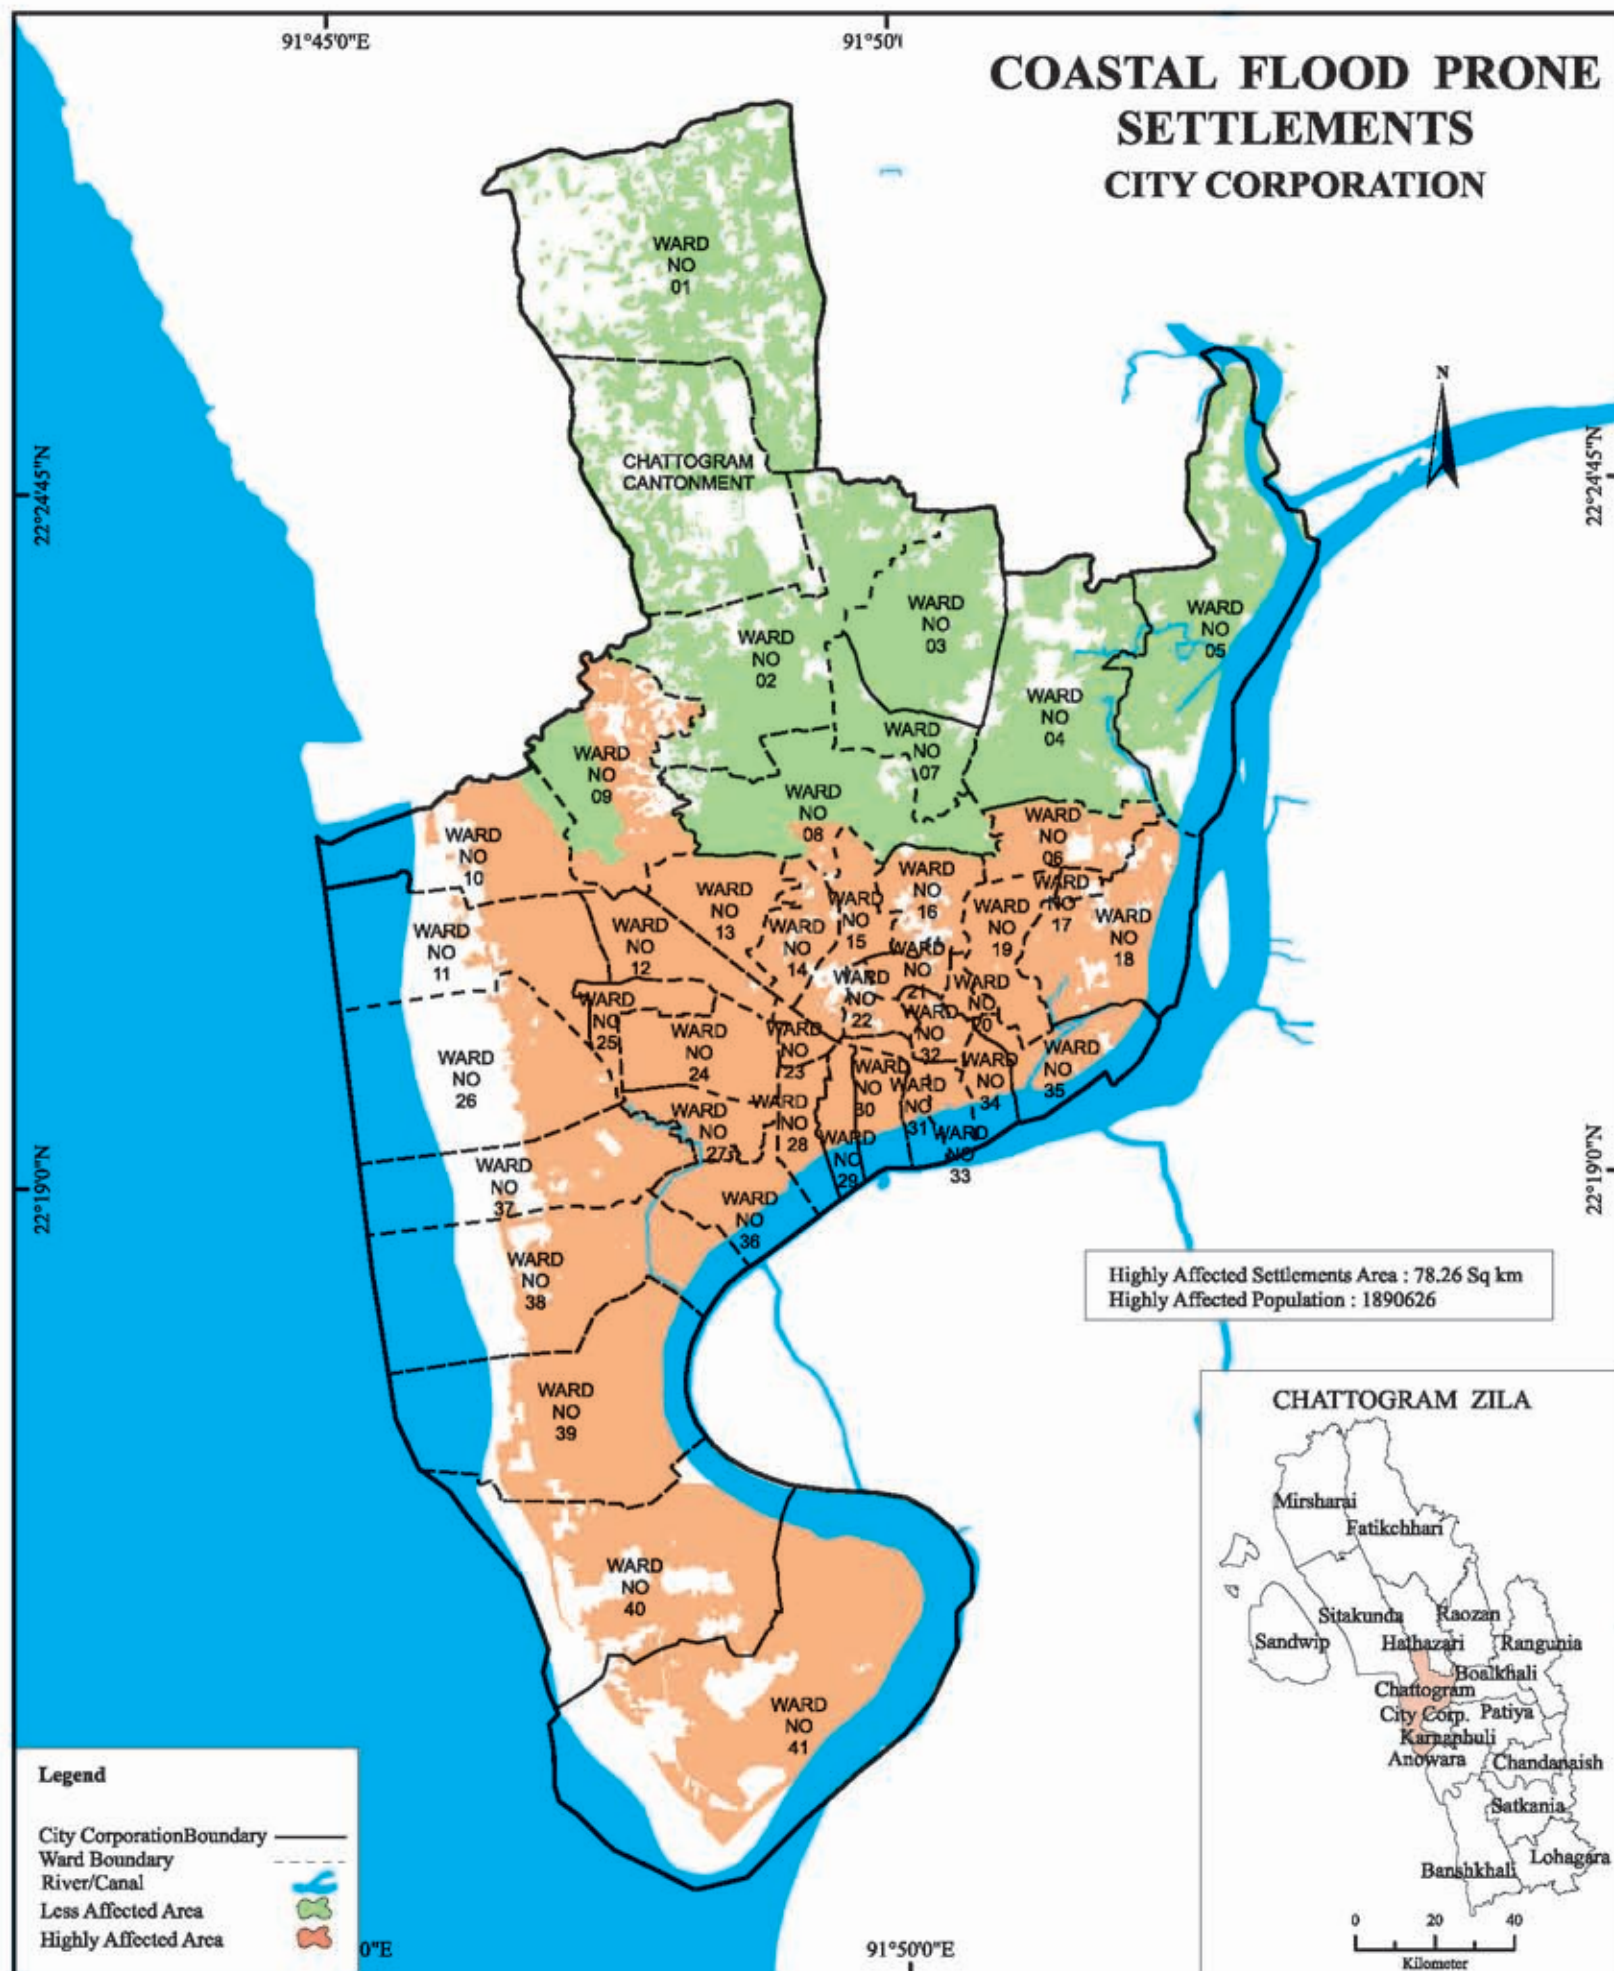 91°45'0"E
91°50'
COASTAL FLOOD PRONE
SETTLEMENTS
CITY CORPORATION
WARD
NO
01
N
CHATTOGRAM
CANTONMENT
22°24'45"N
22°24'45"N
WARD
NO
03
WARD
NO
05
WARD
NO
02
WARD
NO
04
WARD
NO
07
WARD
NO
09
WARD
NO
08
WARD
NO
06
WARD
NO
10
WARD
NO
16
WARD
NO
17
WARD
NO
13
WARD
NO
15
WARD
NO
19
WARD
NO
18
WARD
NO
12
WARD
NO
14
WARD
NO
11
WARD
NO
21
WARD
NO
22
WARD
NO
20
WARD
NO
25
WARD
NO
32
WARD
NO
24
WARD
NO
23
WARD
NO
35
WARD
NO
26
WARD
NO
34
WARD
NO
30
WARD
NO
31
WARD
NO
28
WARD
NO
27
WARD
NO
29
WARD
NO
33
22°19'0"N
22°19'0"N
WARD
NO
37
WARD
NO
36
WARD
NO
38
Highly Affected Settlements Area : 78.26 Sq km
Highly Affected Population : 1890626
WARD
NO
39
WARD
NO
40
WARD
NO
41
CHATTOGRAM ZILA
Mirsharai
Fatikchhari
Sitakunda
Raozan
Sandwip
Hathazari
Rangunia
Boalkhali
Chattogram
City Corp.
Patiya
Karnaphuli
Anowara
Chandanaish
Satkania
Lohagara
Banshkhali
0 20 40
Kilometer
Legend
City CorporationBoundary
Ward Boundary
River/Canal
Less Affected Area
Highly Affected Area
0"E
91°50'0"E